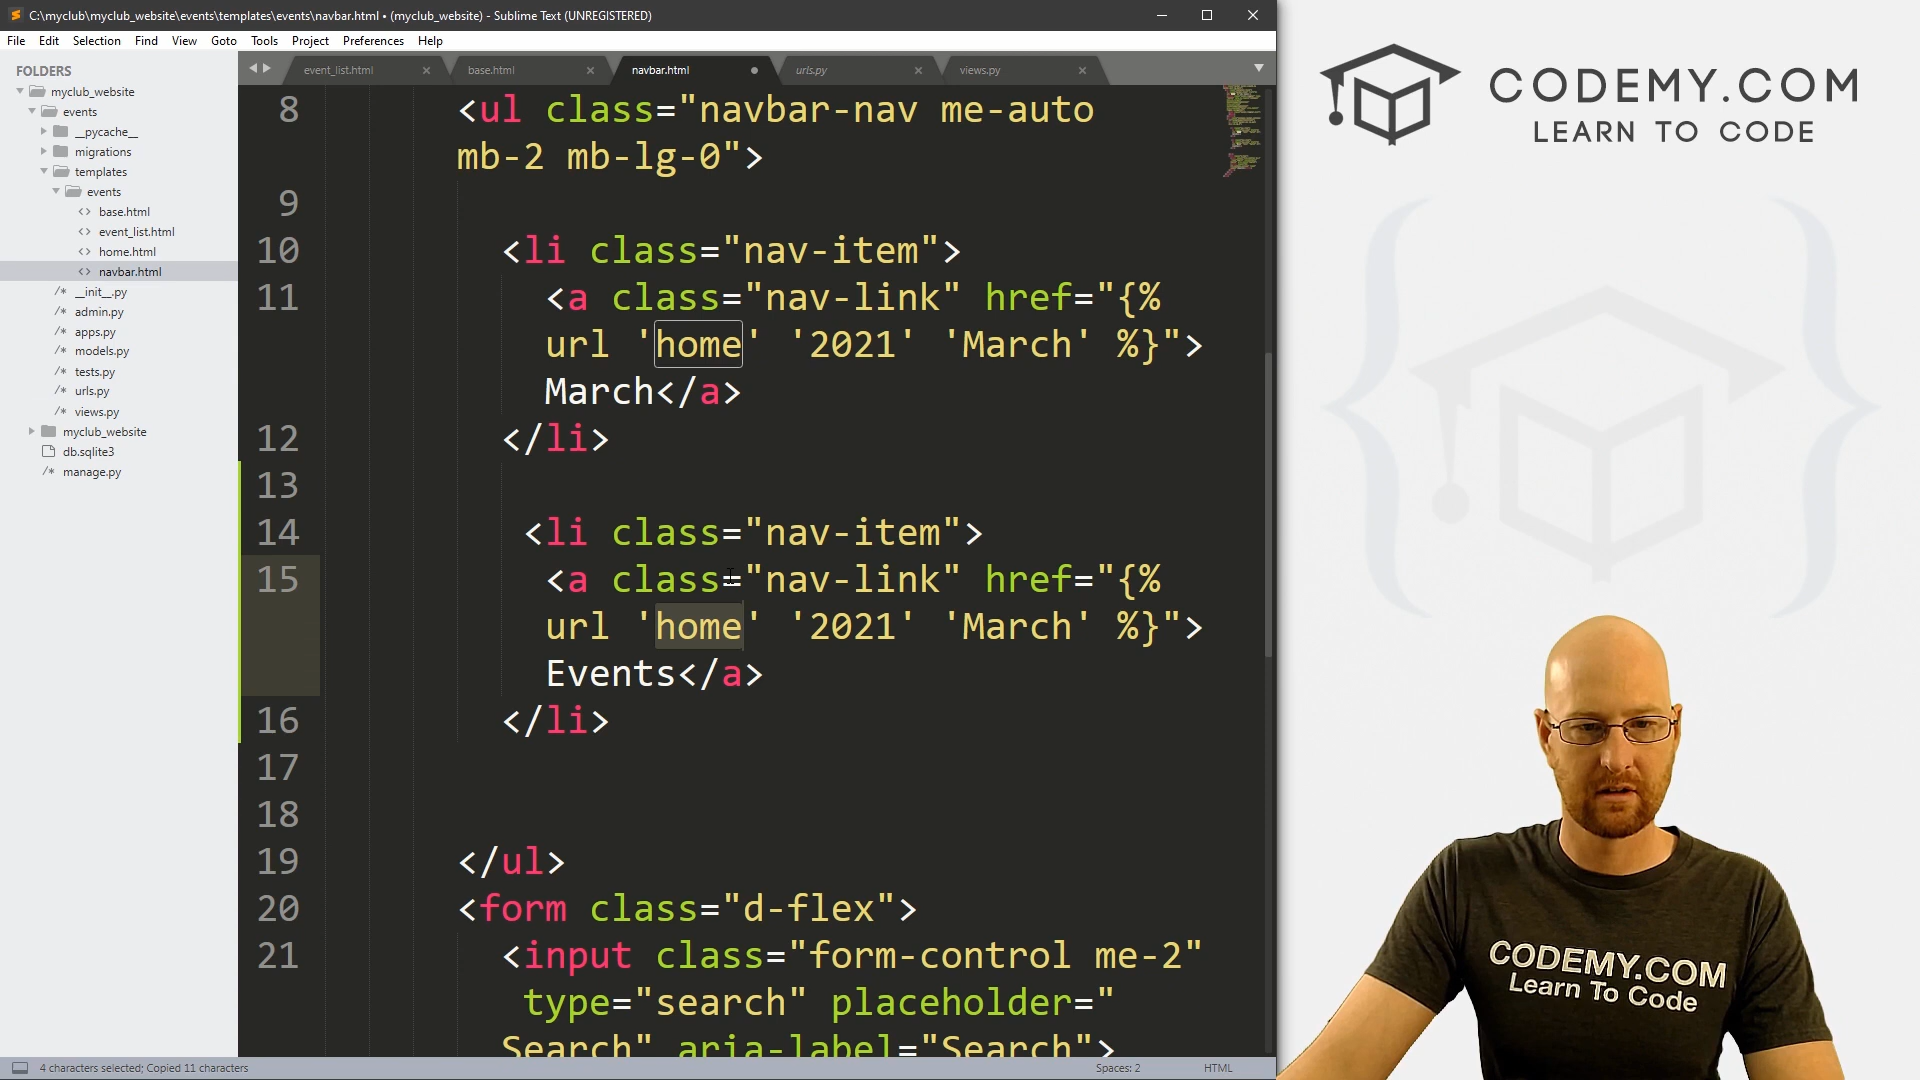 C:\myclub\myclub_website\events\templates\events\navbar.html • (myclub_website) - Sublime Text (UNREGISTERED)
File Edit Selection Find View Goto Tools Project Preferences Help
FOLDERS
myclub_website
events
__pycache__
migrations
templates
events
base.html
event_list.html
home.html
navbar.html
__init__.py
admin.py
apps.py
models.py
tests.py
urls.py
views.py
myclub_website
db.sqlite3
manage.py
event_list.html base.html navbar.html urls.py views.py
8 <ul class="navbar-nav me-auto
mb-2 mb-lg-0">
9
10 <li class="nav-item">
11 <a class="nav-link" href="{%
url 'home' '2021' 'March' %}">
March</a>
12 </li>
13
14 <li class="nav-item">
15 <a class="nav-link" href="{%
url 'home' '2021' 'March' %}">
Events</a>
16 </li>
17
18
19 </ul>
20 <form class="d-flex">
21 <input class="form-control me-2"
type="search" placeholder="
Search" aria-label="Search">
4 characters selected; Copied 11 characters
Spaces: 2
HTML
CODEMY.COM
LEARN TO CODE
CODEMY.COM
Learn To Code